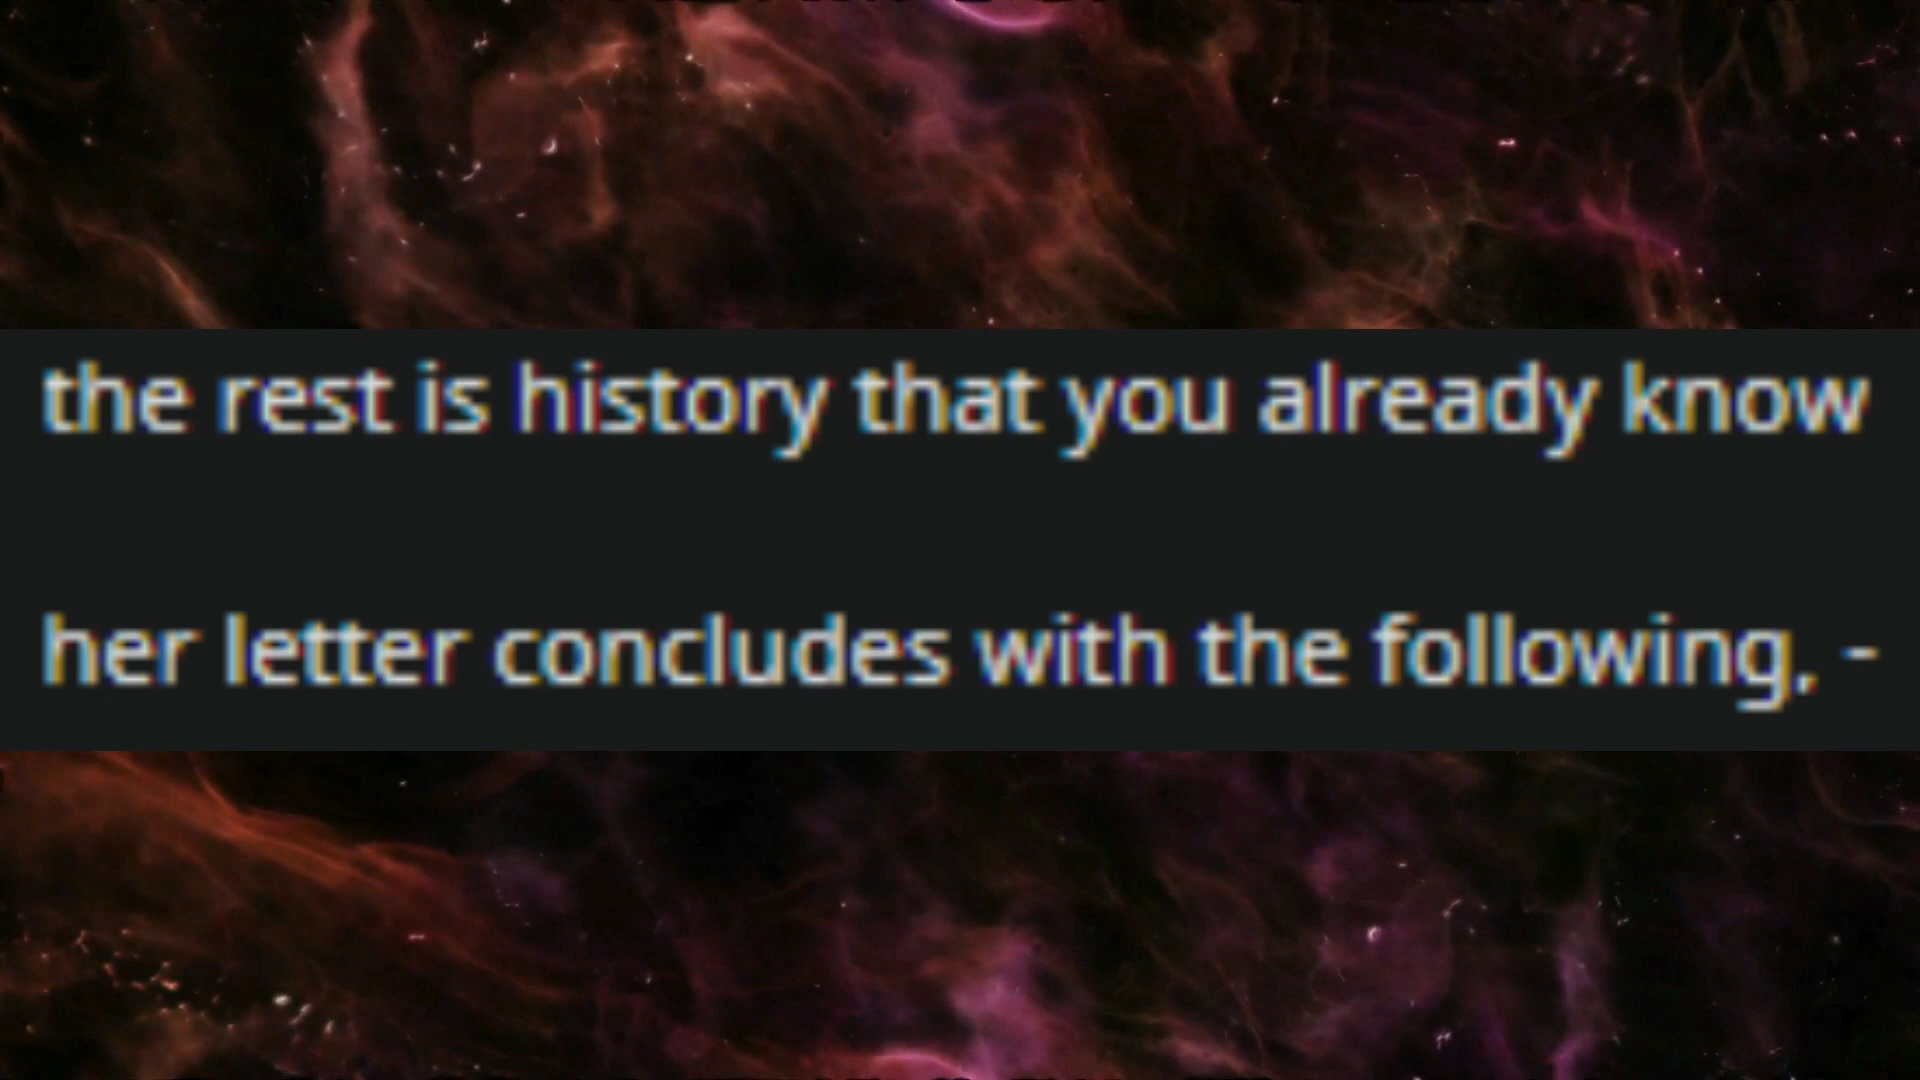 the rest is history that you already know
her letter concludes with the following, -